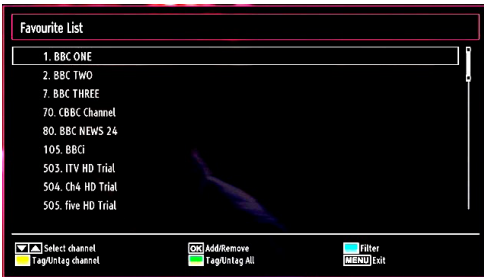 Favourite List
1. BBC ONE
2. BBC TWO
7. BBC THREE
70. CBBC Channel
80. BBC NEWS 24
105. BBCi
503. ITV HD Trial
504. Ch4 HD Trial
505. five HD Trial
Select channel OK Add/Remove Filter
Tag/Untag channel Tag/Untag All MENU Exit